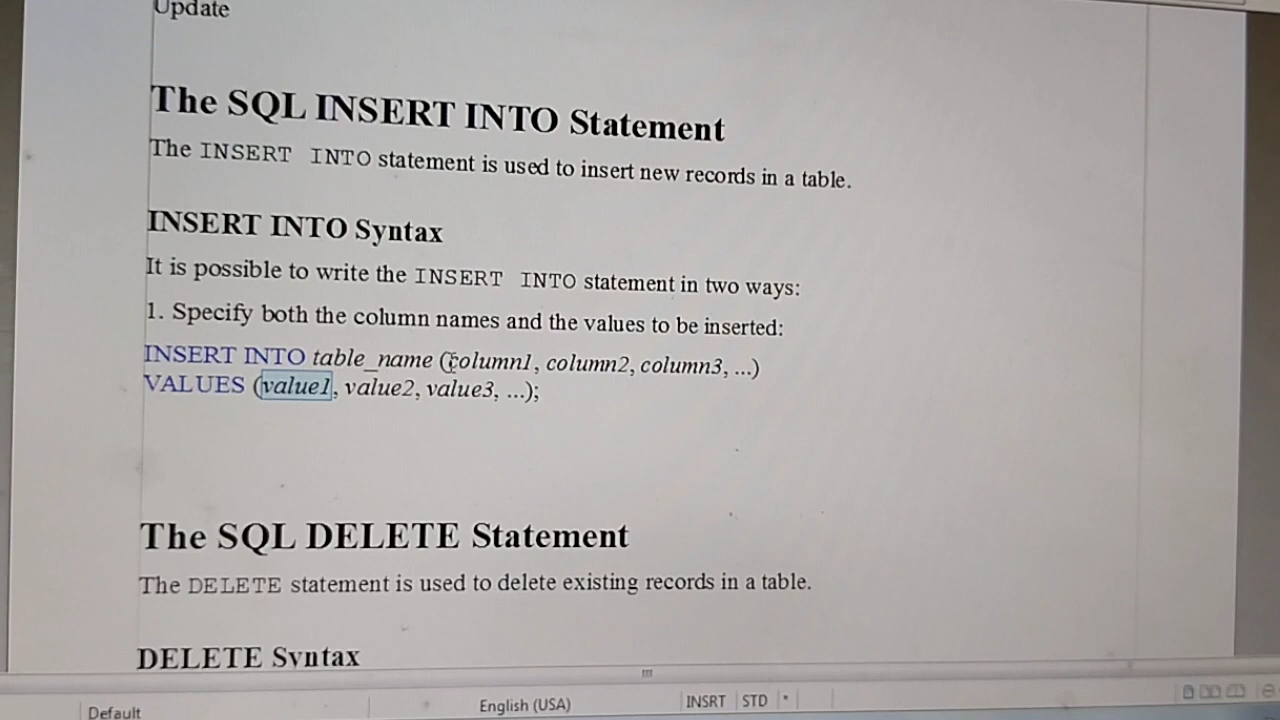 Update
The SQL INSERT INTO Statement
The INSERT INTO statement is used to insert new records in a table.
INSERT INTO Syntax
It is possible to write the INSERT INTO statement in two ways:
1. Specify both the column names and the values to be inserted:
INSERT INTO table_name (column1, column2, column3, ...)
VALUES (value1, value2, value3, ...);
The SQL DELETE Statement
The DELETE statement is used to delete existing records in a table.
DELETE Syntax
Default English (USA) INSRT STD *